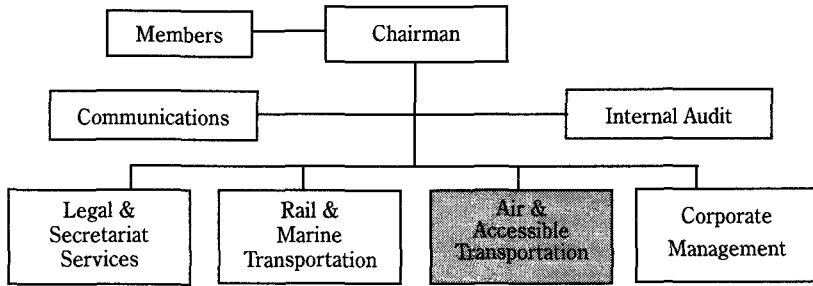 Members
Chairman
Communications
Internal Audit
Legal &
Secretariat
Services
Rail &
Marine
Transportation
Air &
Accessible
Transportation
Corporate
Management